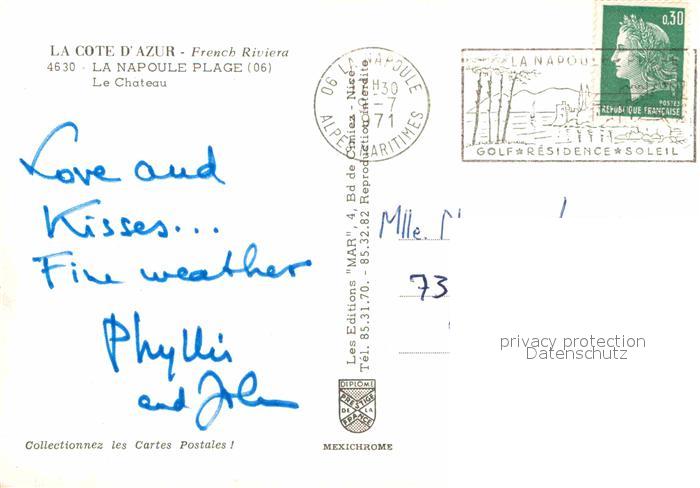 LA COTE D'AZUR - French Riviera
4630 - LA NAPOULE PLAGE (06)
Le Chateau
Love and
Kisses...
Fine weather
Phyllis
and John
Collectionnez les Cartes Postales !
Les Editions "MAR", 4, Bd de Cimiez - Nice
Tél. 85.31.70. - 85.32.82 Reproduction interdite
DIPLOME
PRESTIGE
DE LA
FRANCE
MEXICHROME
06 LA NAPOULE
H30
-7
1971
ALPES MARITIMES
LA NAPOU
GOLF★RÉSIDENCE★SOLEIL
0,30
POSTES
REPUBLIQUE FRANÇAISE
Mlle.
73
privacy protection
Datenschutz